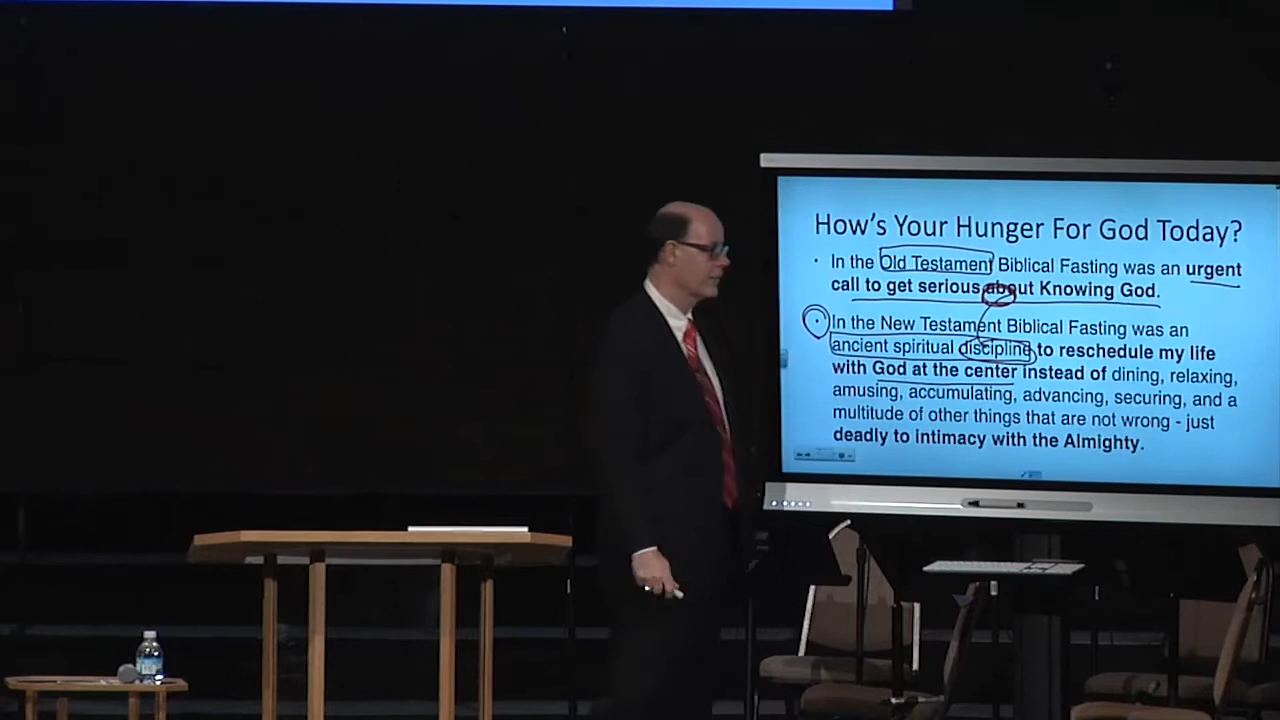 How's Your Hunger For God Today?
• In the Old Testament Biblical Fasting was an urgent
call to get serious about Knowing God.
• In the New Testament Biblical Fasting was an
ancient spiritual discipline to reschedule my life
with God at the center instead of dining, relaxing,
amusing, accumulating, advancing, securing, and a
multitude of other things that are not wrong - just
deadly to intimacy with the Almighty.